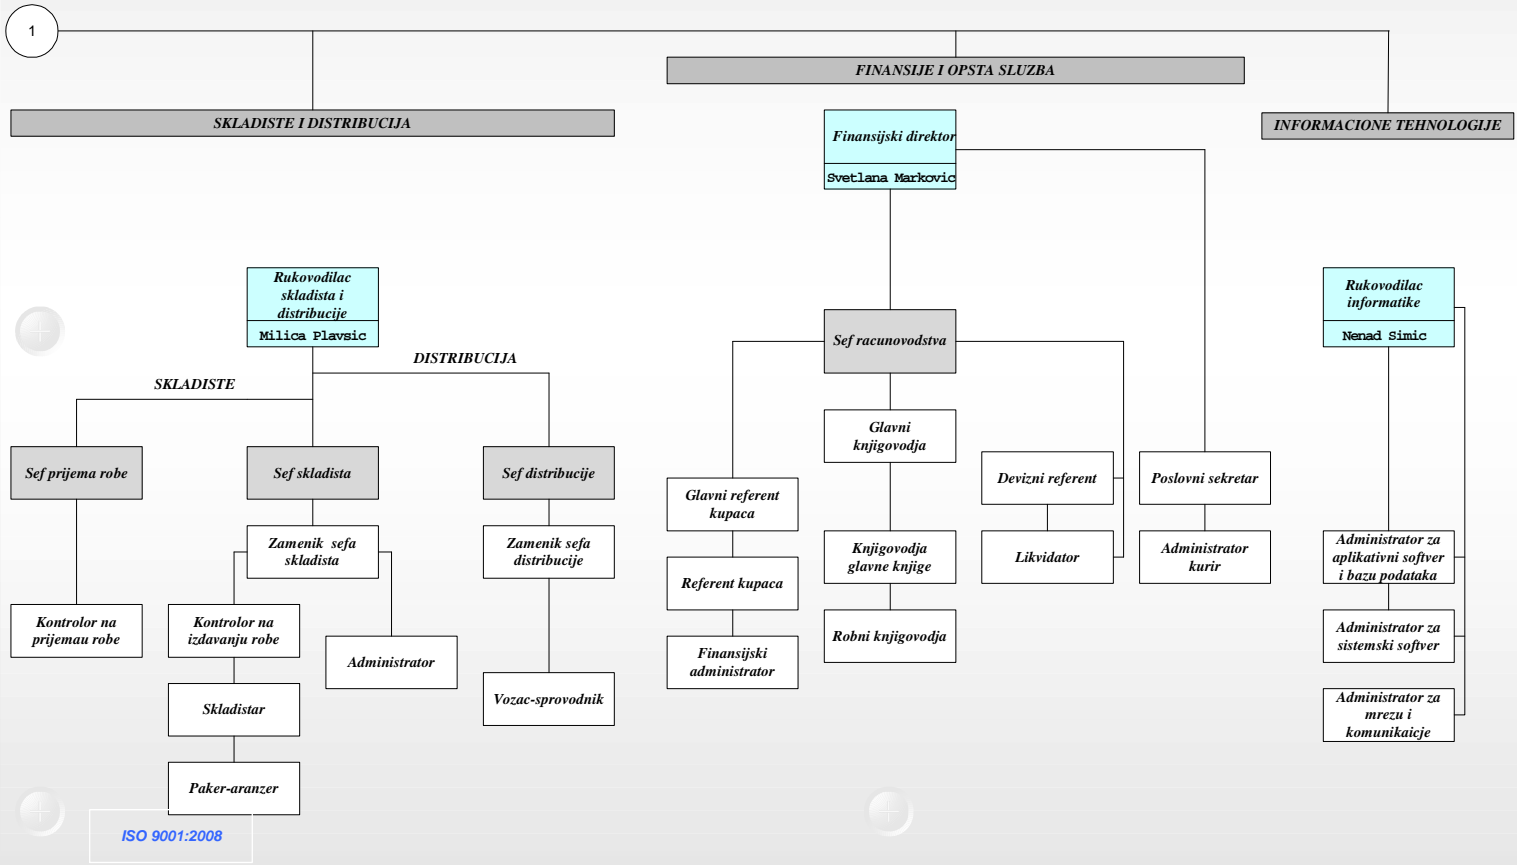 1
FINANSIJE I OPSTA SLUZBA
SKLADISTE I DISTRIBUCIJA
INFORMACIONE TEHNOLOGIJE
Finansijski direktor
Svetlana Markovic
Rukovodilac
skladista i
distribucije
Milica Plavsic
Rukovodilac
informatike
Nenad Simic
Sef racunovodstva
DISTRIBUCIJA
SKLADISTE
Sef prijema robe
Sef skladista
Sef distribucije
Glavni
knjigovodja
Glavni referent
kupaca
Devizni referent
Poslovni sekretar
Zamenik sefa
skladista
Zamenik sefa
distribucije
Referent kupaca
Knjigovodja
glavne knjige
Likvidator
Administrator
kurir
Administrator za
aplikativni softver
i bazu podataka
Kontrolor na
prijemau robe
Kontrolor na
izdavanju robe
Administrator
Finansijski
administrator
Robni knjigovodja
Administrator za
sistemski softver
Skladistar
Vozac-sprovodnik
Administrator za
mrezu i
komunikaicje
Paker-aranzer
ISO 9001:2008